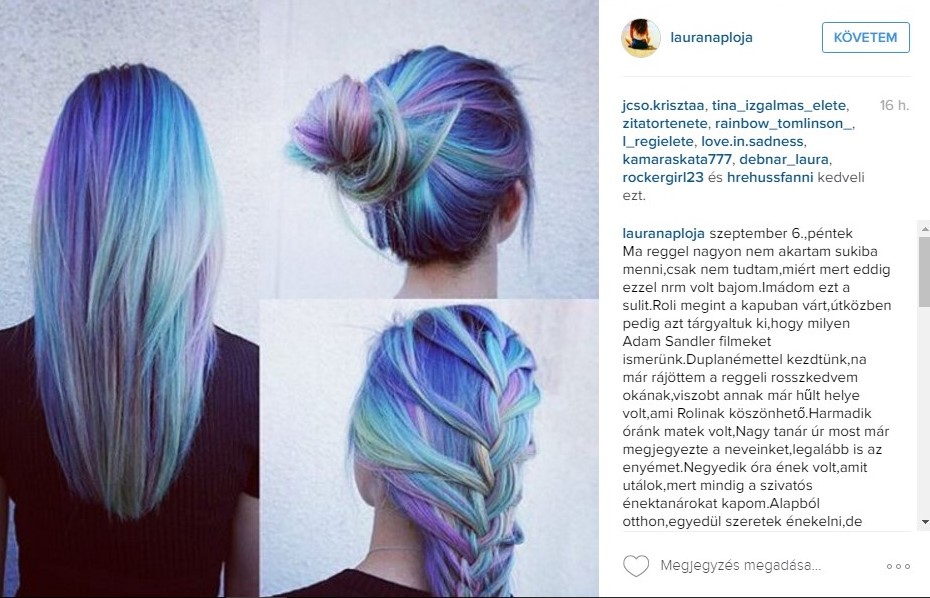 lauranaploja
KÖVETEM
jcso.krisztaa, tina_izgalmas_elete, 16 h.
zitatortenete, rainbow_tomlinson_,
l_regielete, love.in.sadness,
kamaraskata777, debnar_laura,
rockergirl23 és hrehussfanni kedveli
ezt.
lauranaploja szeptember 6.,péntek
Ma reggel nagyon nem akartam sukiba
menni,csak nem tudtam,miért mert eddig
ezzel nrm volt bajom.Imádom ezt a
sulit.Roli megint a kapuban várt,útközben
pedig azt tárgyaltuk ki,hogy milyen
Adam Sandler filmeket
ismerünk.Duplanémettel kezdtünk,na
már rájöttem a reggeli rosszkedvem
okának,viszobt annak már hűlt helye
volt,ami Rolinak köszönhető.Harmadik
óránk matek volt,Nagy tanár úr most már
megjegyezte a neveinket,legalább is az
enyémet.Negyedik óra ének volt,amit
utálok,mert mindig a szivatós
énektanárokat kapom.Alapból
otthon,egyedül szeretek énekelni,de
Megjegyzés megadása...